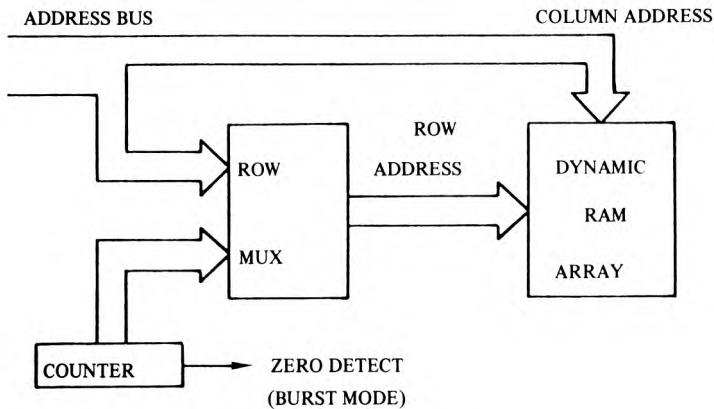 ADDRESS BUS
COLUMN ADDRESS
ROW
ADDRESS
ROW
MUX
DYNAMIC
RAM
ARRAY
COUNTER
ZERO DETECT
(BURST MODE)